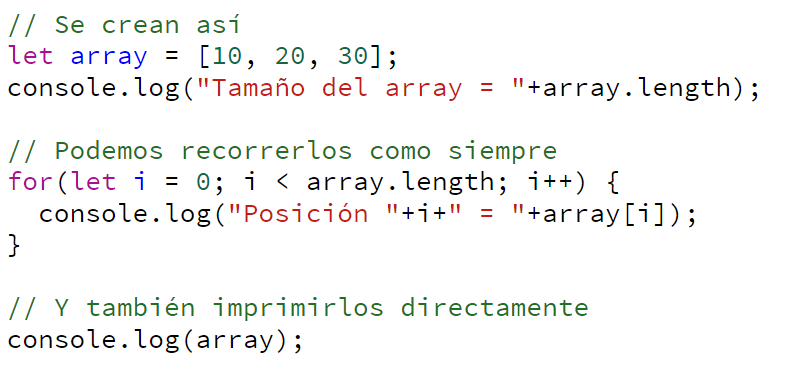 // Se crean así
let array = [10, 20, 30];
console.log("Tamaño del array = "+array.length);
// Podemos recorrerlos como siempre
for(let i = 0; i < array.length; i++) {
  console.log("Posición "+i+" = "+array[i]);
}
// Y también imprimirlos directamente
console.log(array);